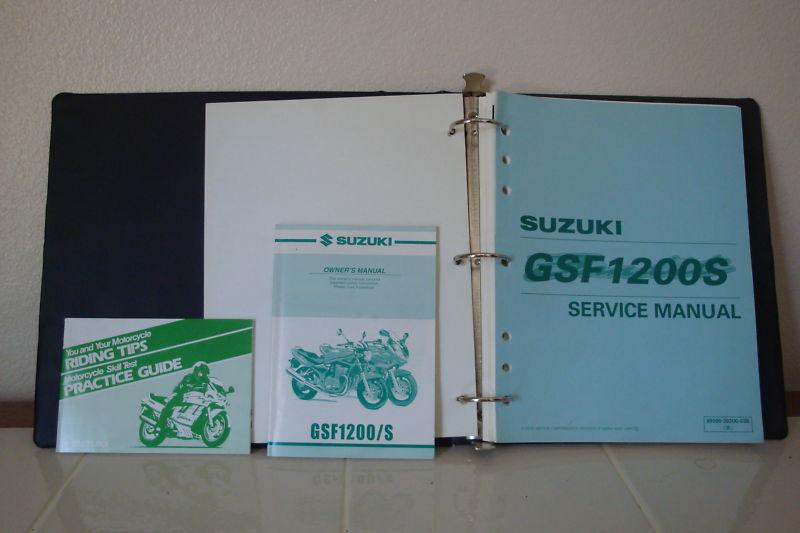 You and Your Motorcycle
RIDING TIPS
Motorcycle Skill Test
PRACTICE GUIDE
SUZUKI
OWNER'S MANUAL
GSF1200/S
SUZUKI
GSF1200S
SERVICE MANUAL